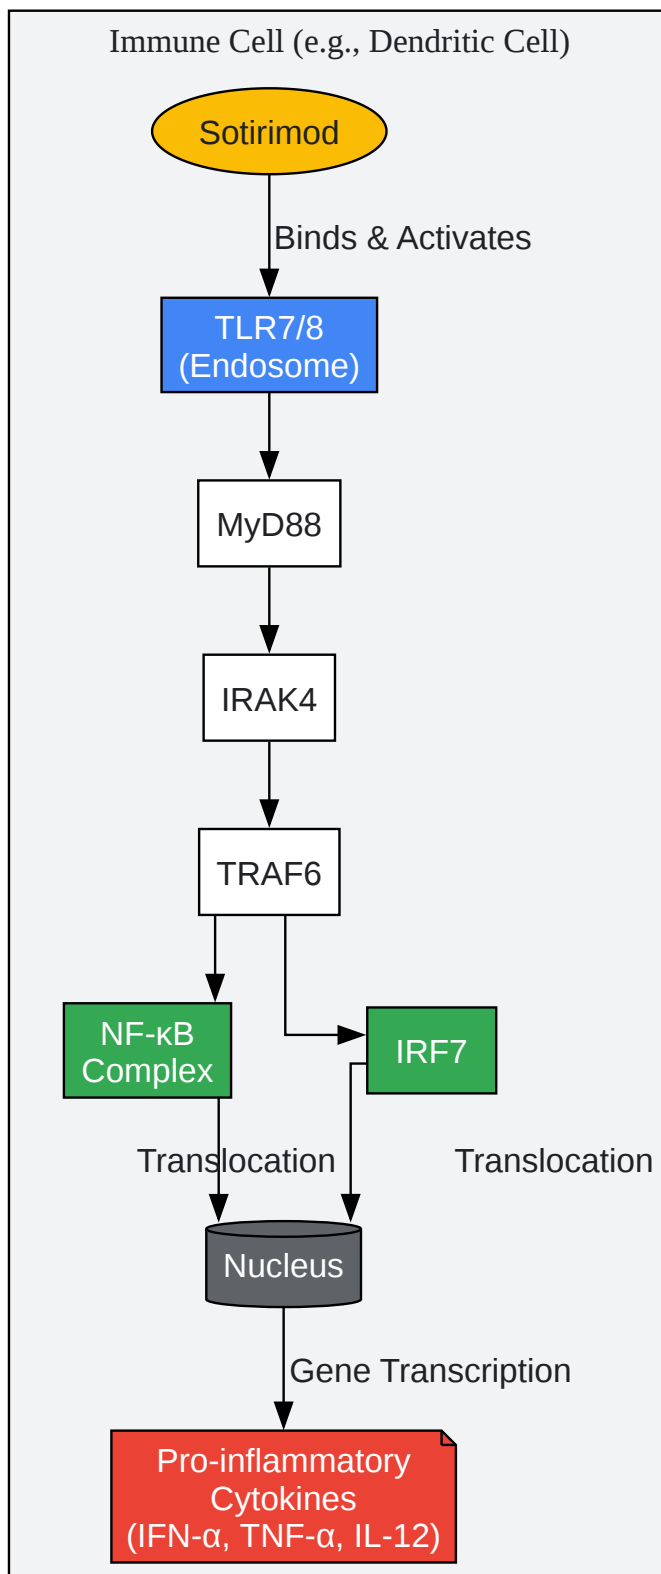 Immune Cell (e.g., Dendritic Cell)
Sotirimod
Binds & Activates
TLR7/8
(Endosome)
MyD88
IRAK4
TRAF6
NF-κB
Complex
IRF7
Translocation
Translocation
Nucleus
Gene Transcription
Pro-inflammatory
Cytokines
(IFN-α, TNF-α, IL-12)